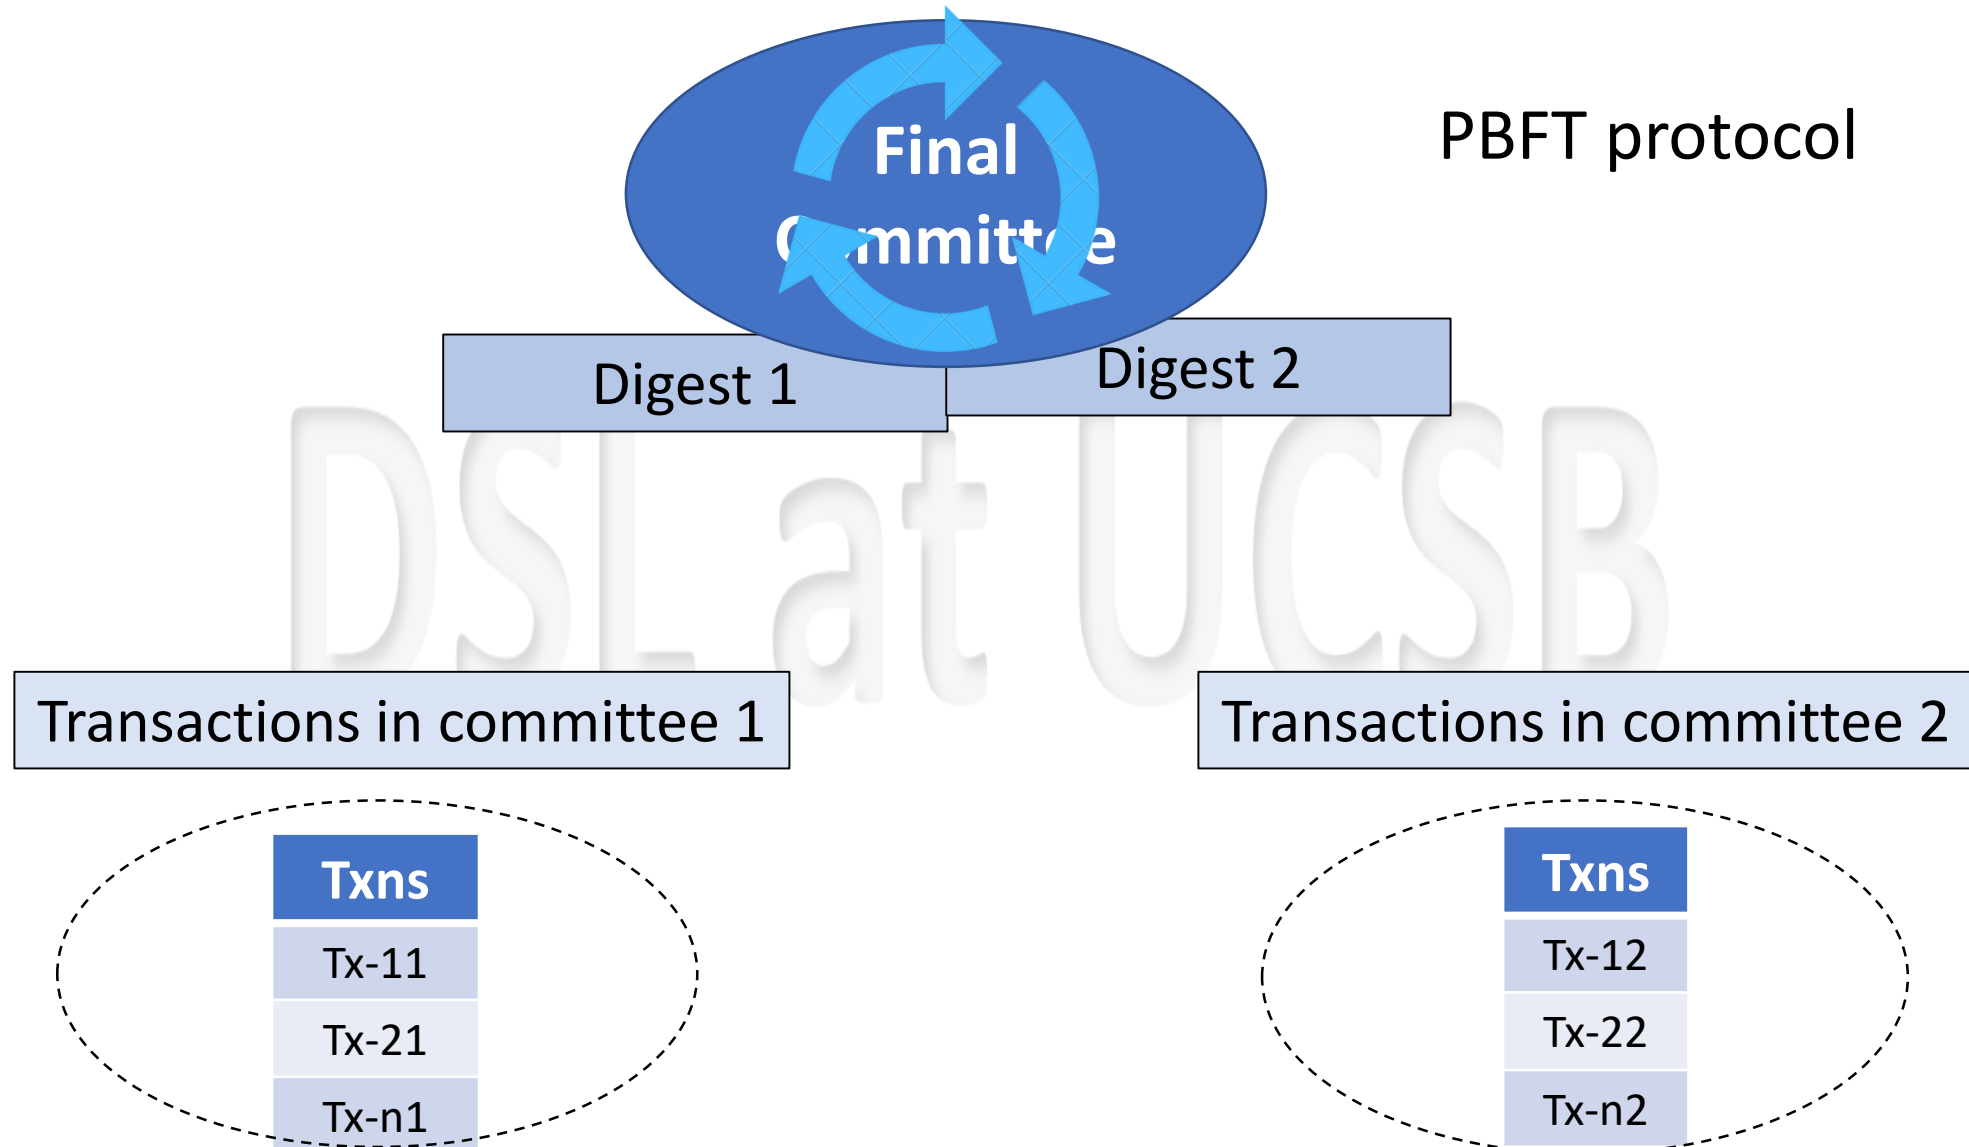 Final
Committee
PBFT protocol
Digest 1
Digest 2
DSL at UCSB
Transactions in committee 1
Transactions in committee 2
Txns
Tx-11
Tx-21
Tx-n1
Txns
Tx-12
Tx-22
Tx-n2